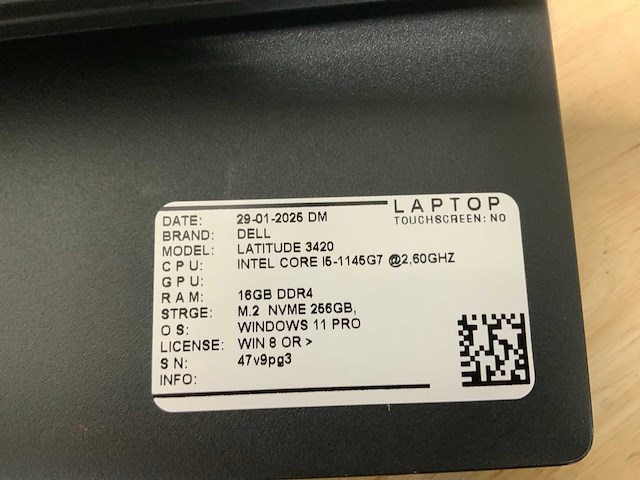 LAPTOP
TOUCHSCREEN: NO
DATE: 29-01-2025 DM
BRAND: DELL
MODEL: LATITUDE 3420
CPU: INTEL CORE I5-1145G7 @2,60GHZ
GPU:
RAM: 16GB DDR4
STRGE: M.2 NVME 256GB,
OS: WINDOWS 11 PRO
LICENSE: WIN 8 OR >
SN: 47v9pg3
INFO: